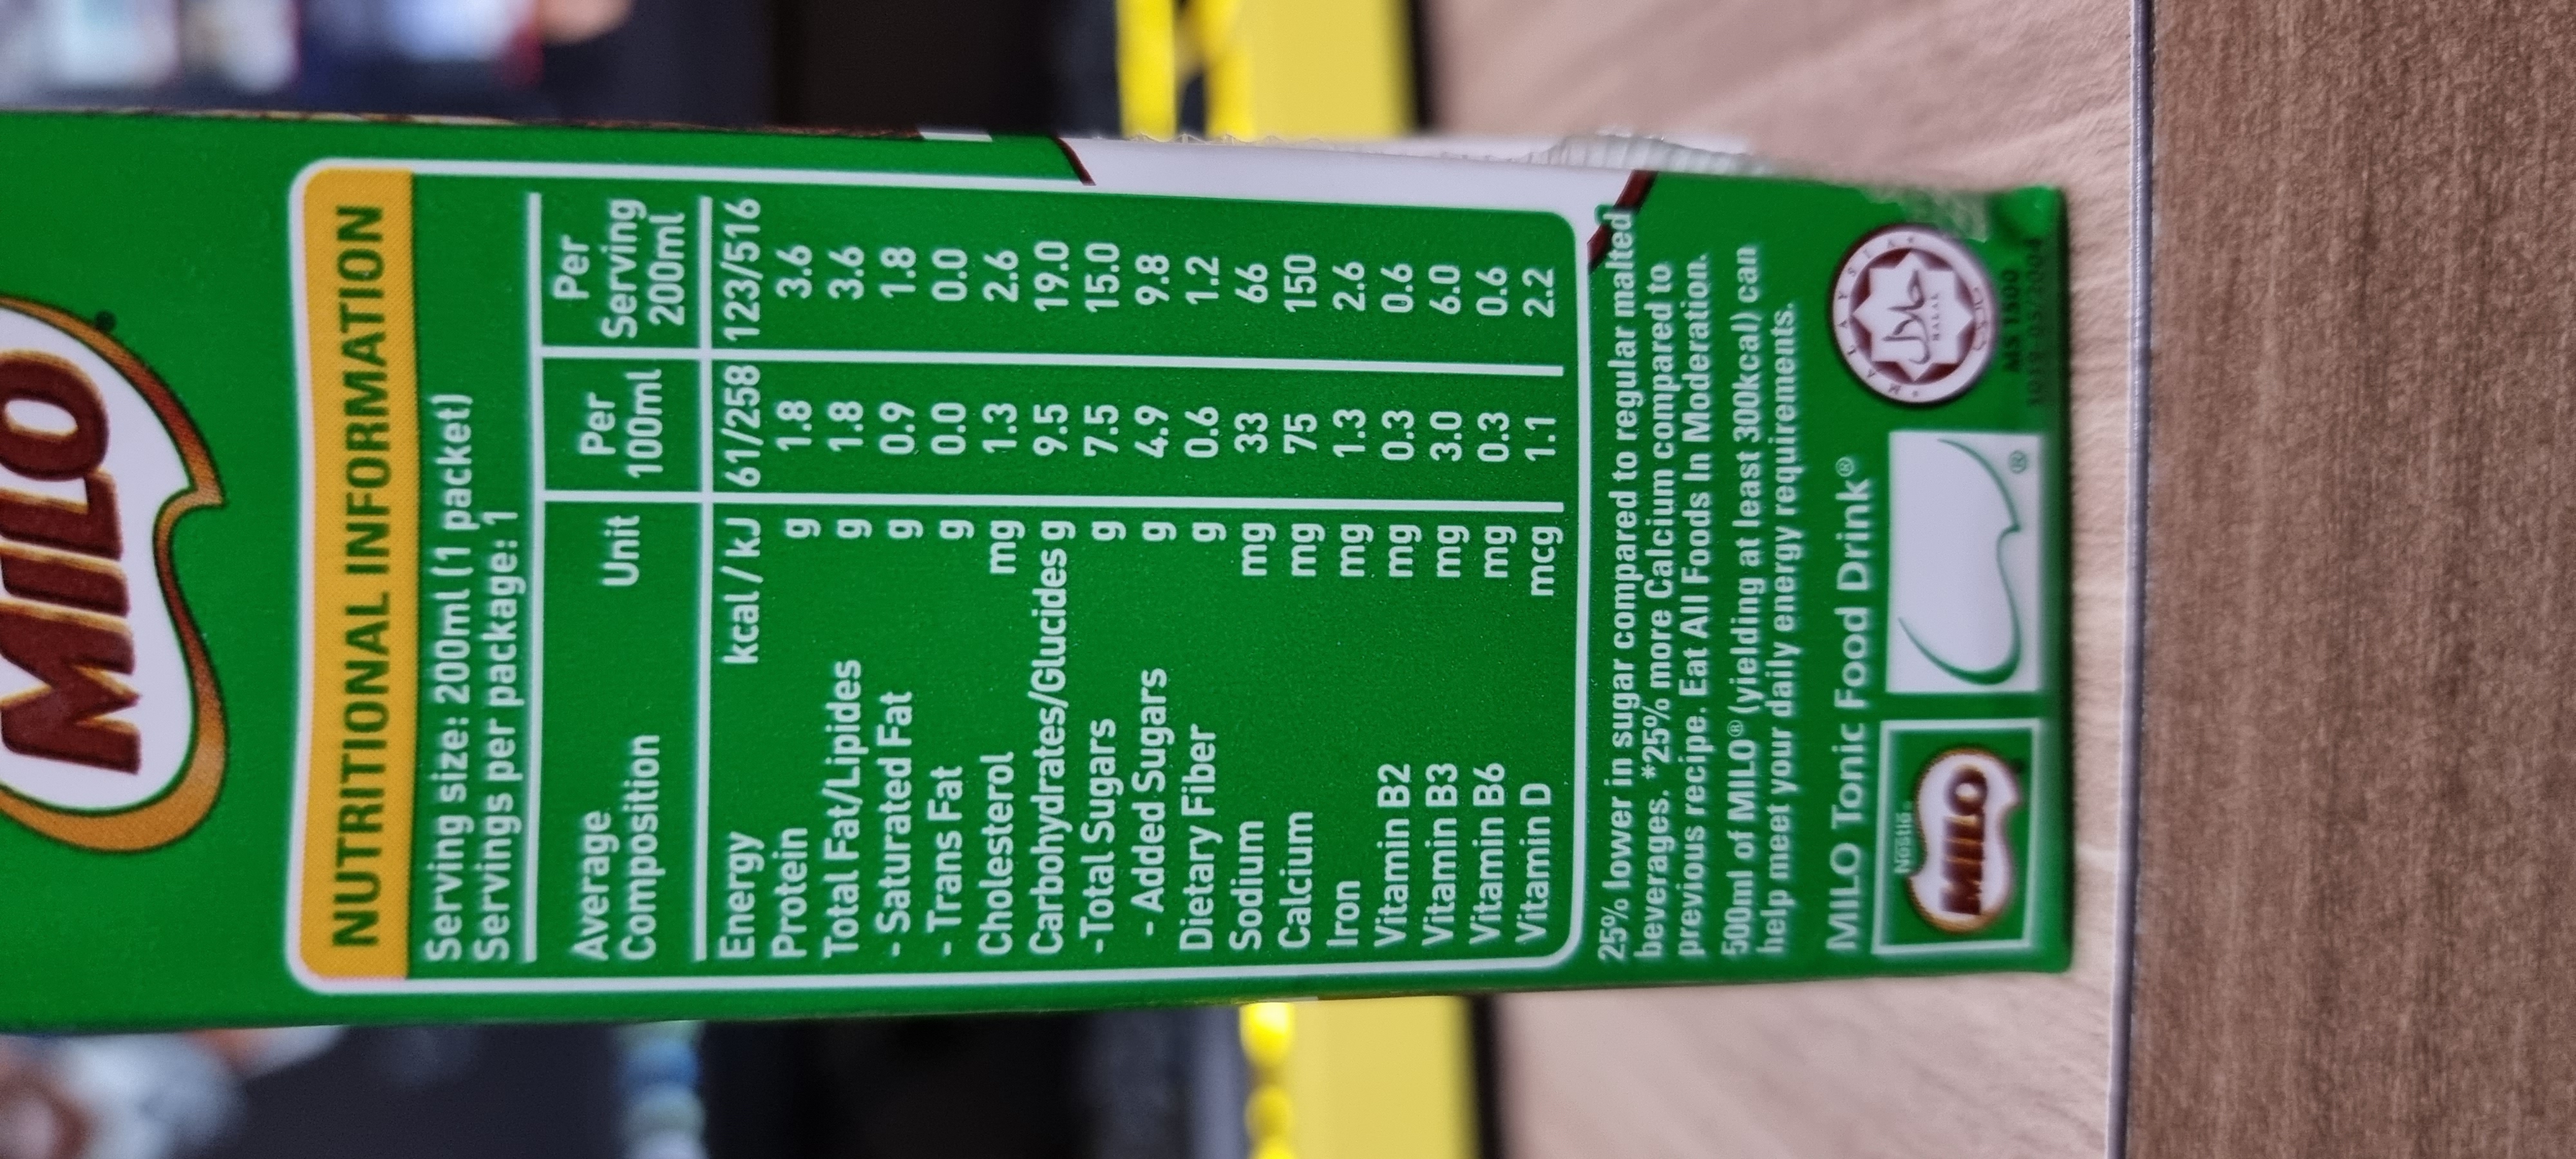 MILO
NUTRITIONAL INFORMATION
Serving size: 200ml (1 packet)
Servings per package: 1
Average Composition Unit Per 100ml Per Serving 200ml
Energy kcal / kJ 61/258 123/516
Protein g 1.8 3.6
Total Fat/Lipides g 1.8 3.6
- Saturated Fat g 0.9 1.8
- Trans Fat g 0.0 0.0
Cholesterol mg 1.3 2.6
Carbohydrates/Glucides g 9.5 19.0
-Total Sugars g 7.5 15.0
- Added Sugars g 4.9 9.8
Dietary Fiber g 0.6 1.2
Sodium mg 33 66
Calcium mg 75 150
Iron mg 1.3 2.6
Vitamin B2 mg 0.3 0.6
Vitamin B3 mg 3.0 6.0
Vitamin B6 mg 0.3 0.6
Vitamin D mcg 1.1 2.2
25% lower in sugar compared to regular malted
beverages. *25% more Calcium compared to
previous recipe. Eat All Foods In Moderation.
500ml of MILO® (yielding at least 300kcal) can
help meet your daily energy requirements.
MILO Tonic Food Drink®
Nestlé
MILO
®
MALAYSIA
حلال
HALAL
MS 1500